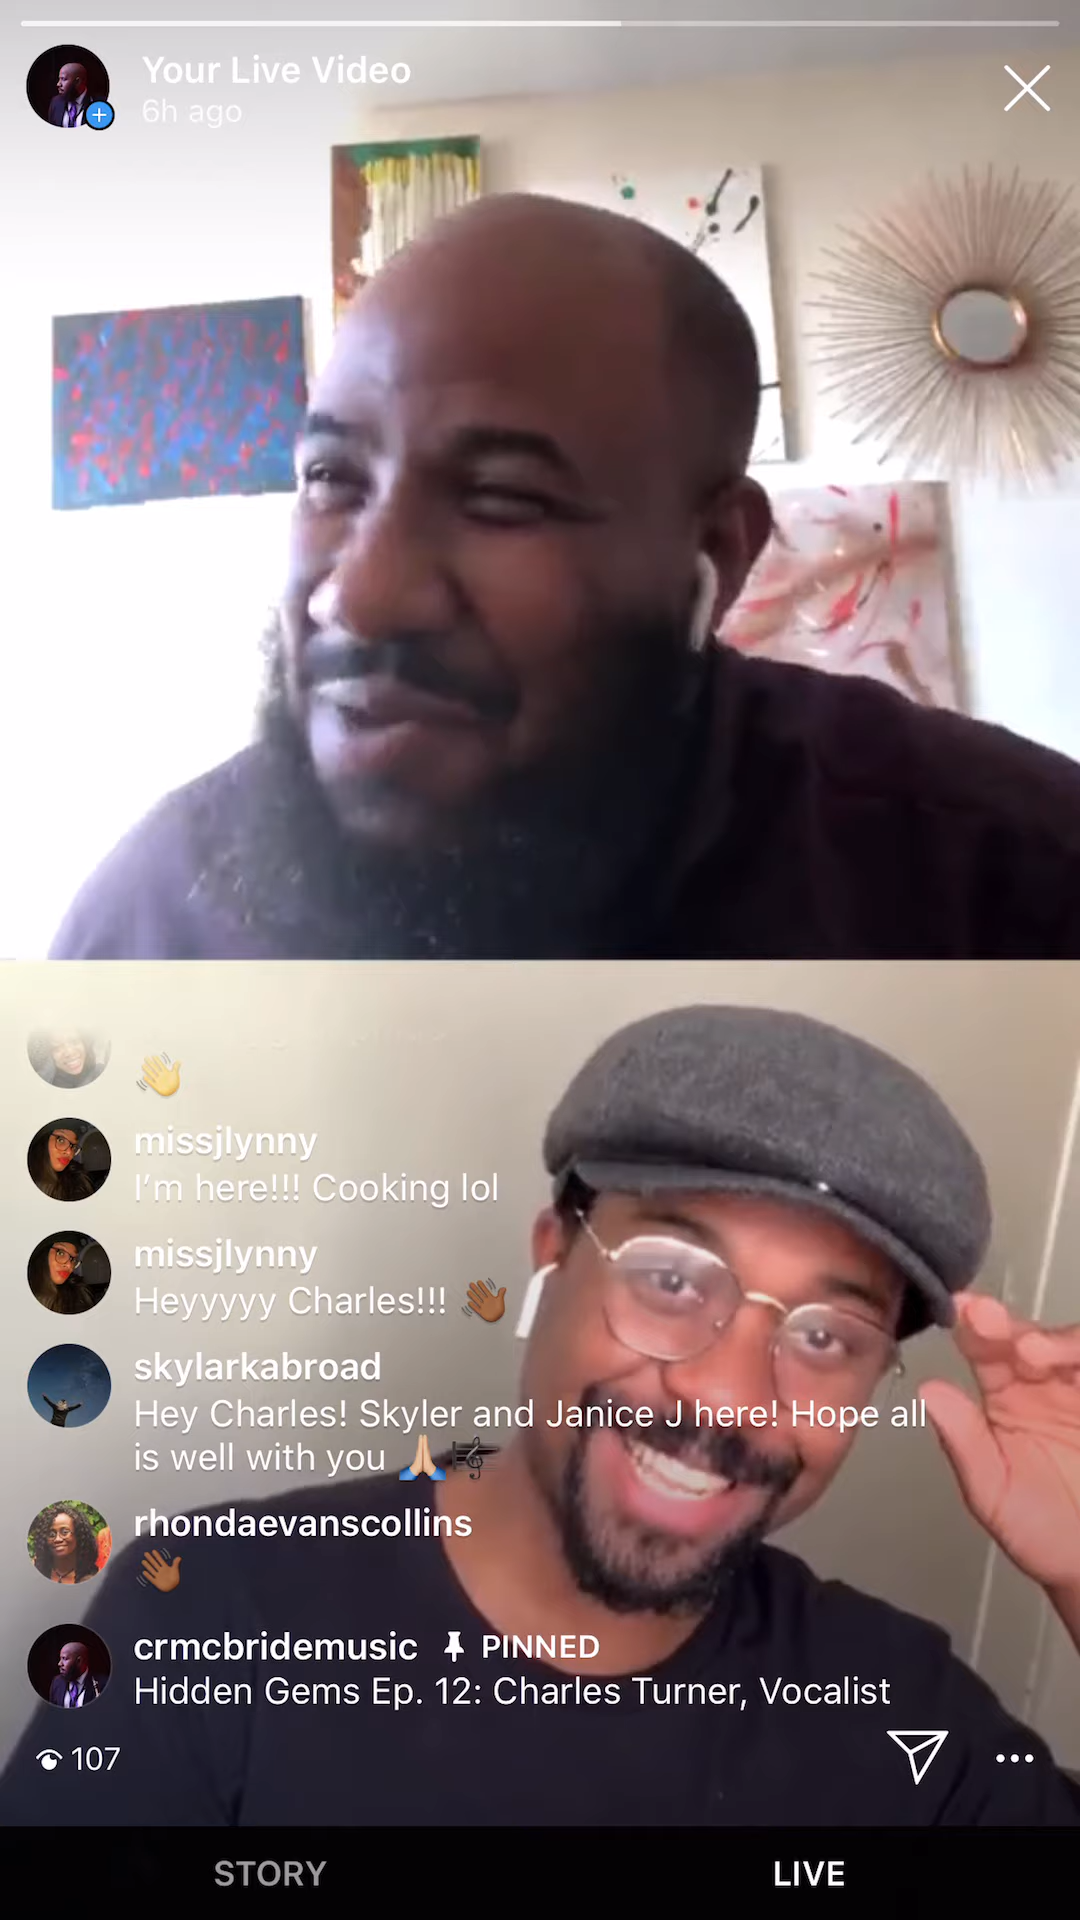 Your Live Video
6h ago
missjlynny
I'm here!!! Cooking lol
missjlynny
Heyyyyy Charles!!! 👋🏾
skylarkabroad
Hey Charles! Skyler and Janice J here! Hope all
is well with you 🙏🏼🎼
rhondaevanscollins
👋🏾
crmcbridemusic 📌 PINNED
Hidden Gems Ep. 12: Charles Turner, Vocalist
107
STORY
LIVE